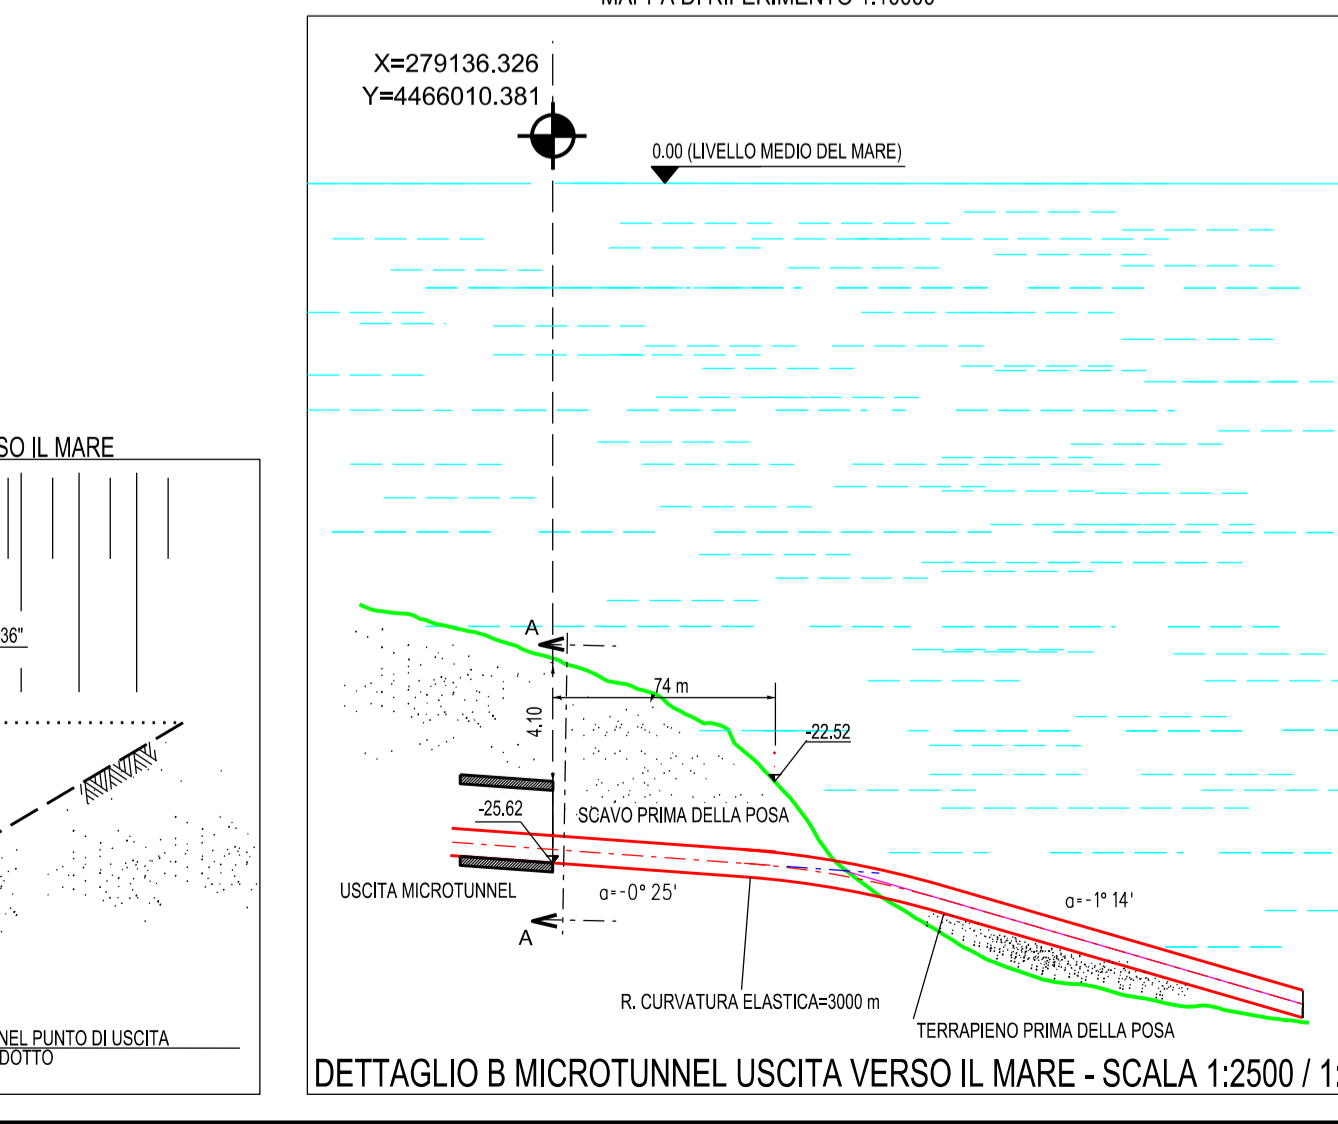 X=279136.326
Y=4466010.381
0.00 (LIVELLO MEDIO DEL MARE)
IL MARE
36"
A
74 m
4.10
-22.52
-25.62
SCAVO PRIMA DELLA POSA
USCITA MICROTUNNEL
a=-0° 25'
a=-1° 14'
A
R. CURVATURA ELASTICA=3000 m
TERRAPIENO PRIMA DELLA POSA
NEL PUNTO DI USCITA
DETTAGLIO B MICROTUNNEL USCITA VERSO IL MARE - SCALA 1:2500 / 1: